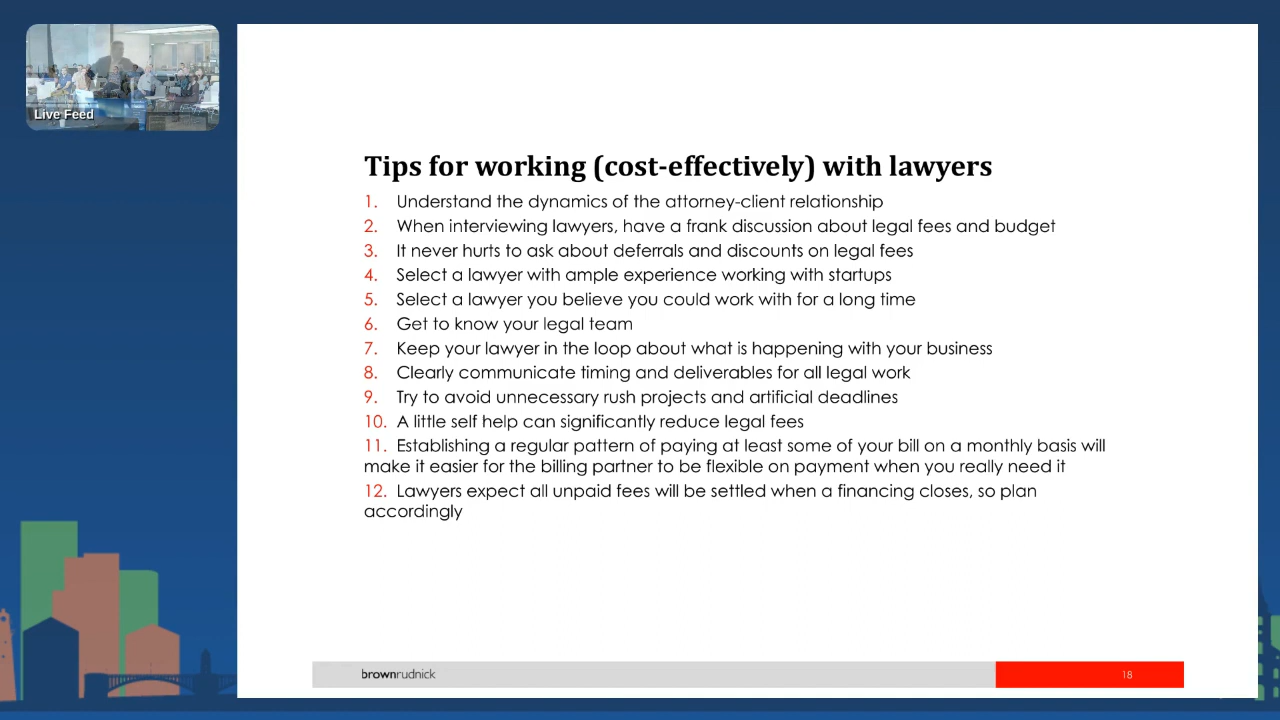 Live Feed
Tips for working (cost-effectively) with lawyers
1. Understand the dynamics of the attorney-client relationship
2. When interviewing lawyers, have a frank discussion about legal fees and budget
3. It never hurts to ask about deferrals and discounts on legal fees
4. Select a lawyer with ample experience working with startups
5. Select a lawyer you believe you could work with for a long time
6. Get to know your legal team
7. Keep your lawyer in the loop about what is happening with your business
8. Clearly communicate timing and deliverables for all legal work
9. Try to avoid unnecessary rush projects and artificial deadlines
10. A little self help can significantly reduce legal fees
11. Establishing a regular pattern of paying at least some of your bill on a monthly basis will
make it easier for the billing partner to be flexible on payment when you really need it
12. Lawyers expect all unpaid fees will be settled when a financing closes, so plan
accordingly
brownrudnick
18